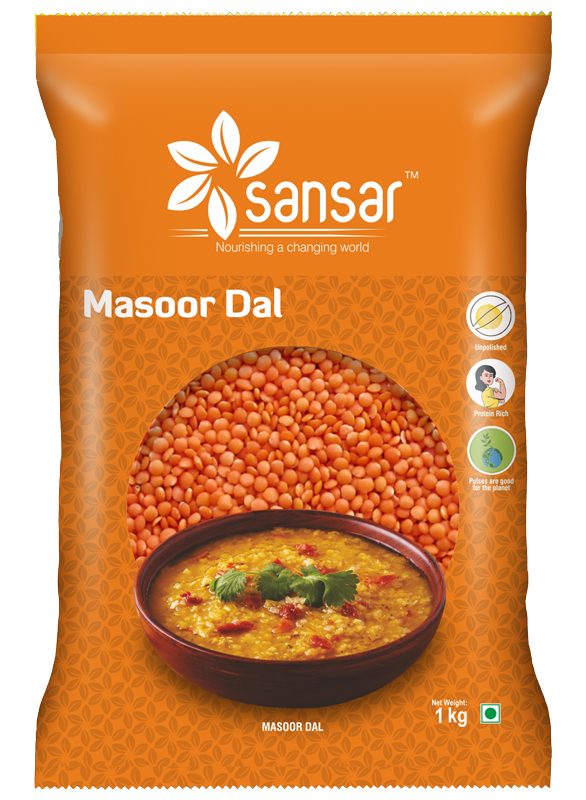 sansar™
Nourishing a changing world
Masoor Dal
Unpolished
Protein Rich
Pulses are good
for the planet
Net Weight:
1 kg
MASOOR DAL